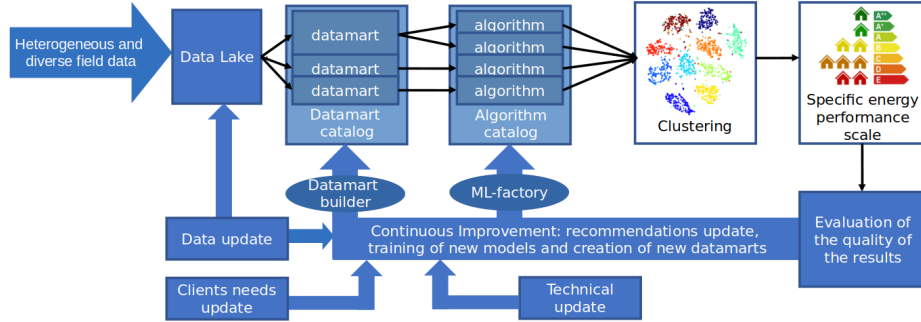 Heterogeneous and
diverse field data
Data Lake
datamart
datamart
datamart
Datamart
catalog
algorithm
algorithm
algorithm
algorithm
Algorithm
catalog
Clustering
A++
A+
A
B
C
D
E
Specific energy
performance
scale
Datamart
builder
ML-factory
Data update
Continuous Improvement: recommendations update,
training of new models and creation of new datamarts
Evaluation of
the quality of
the results
Clients needs
update
Technical
update